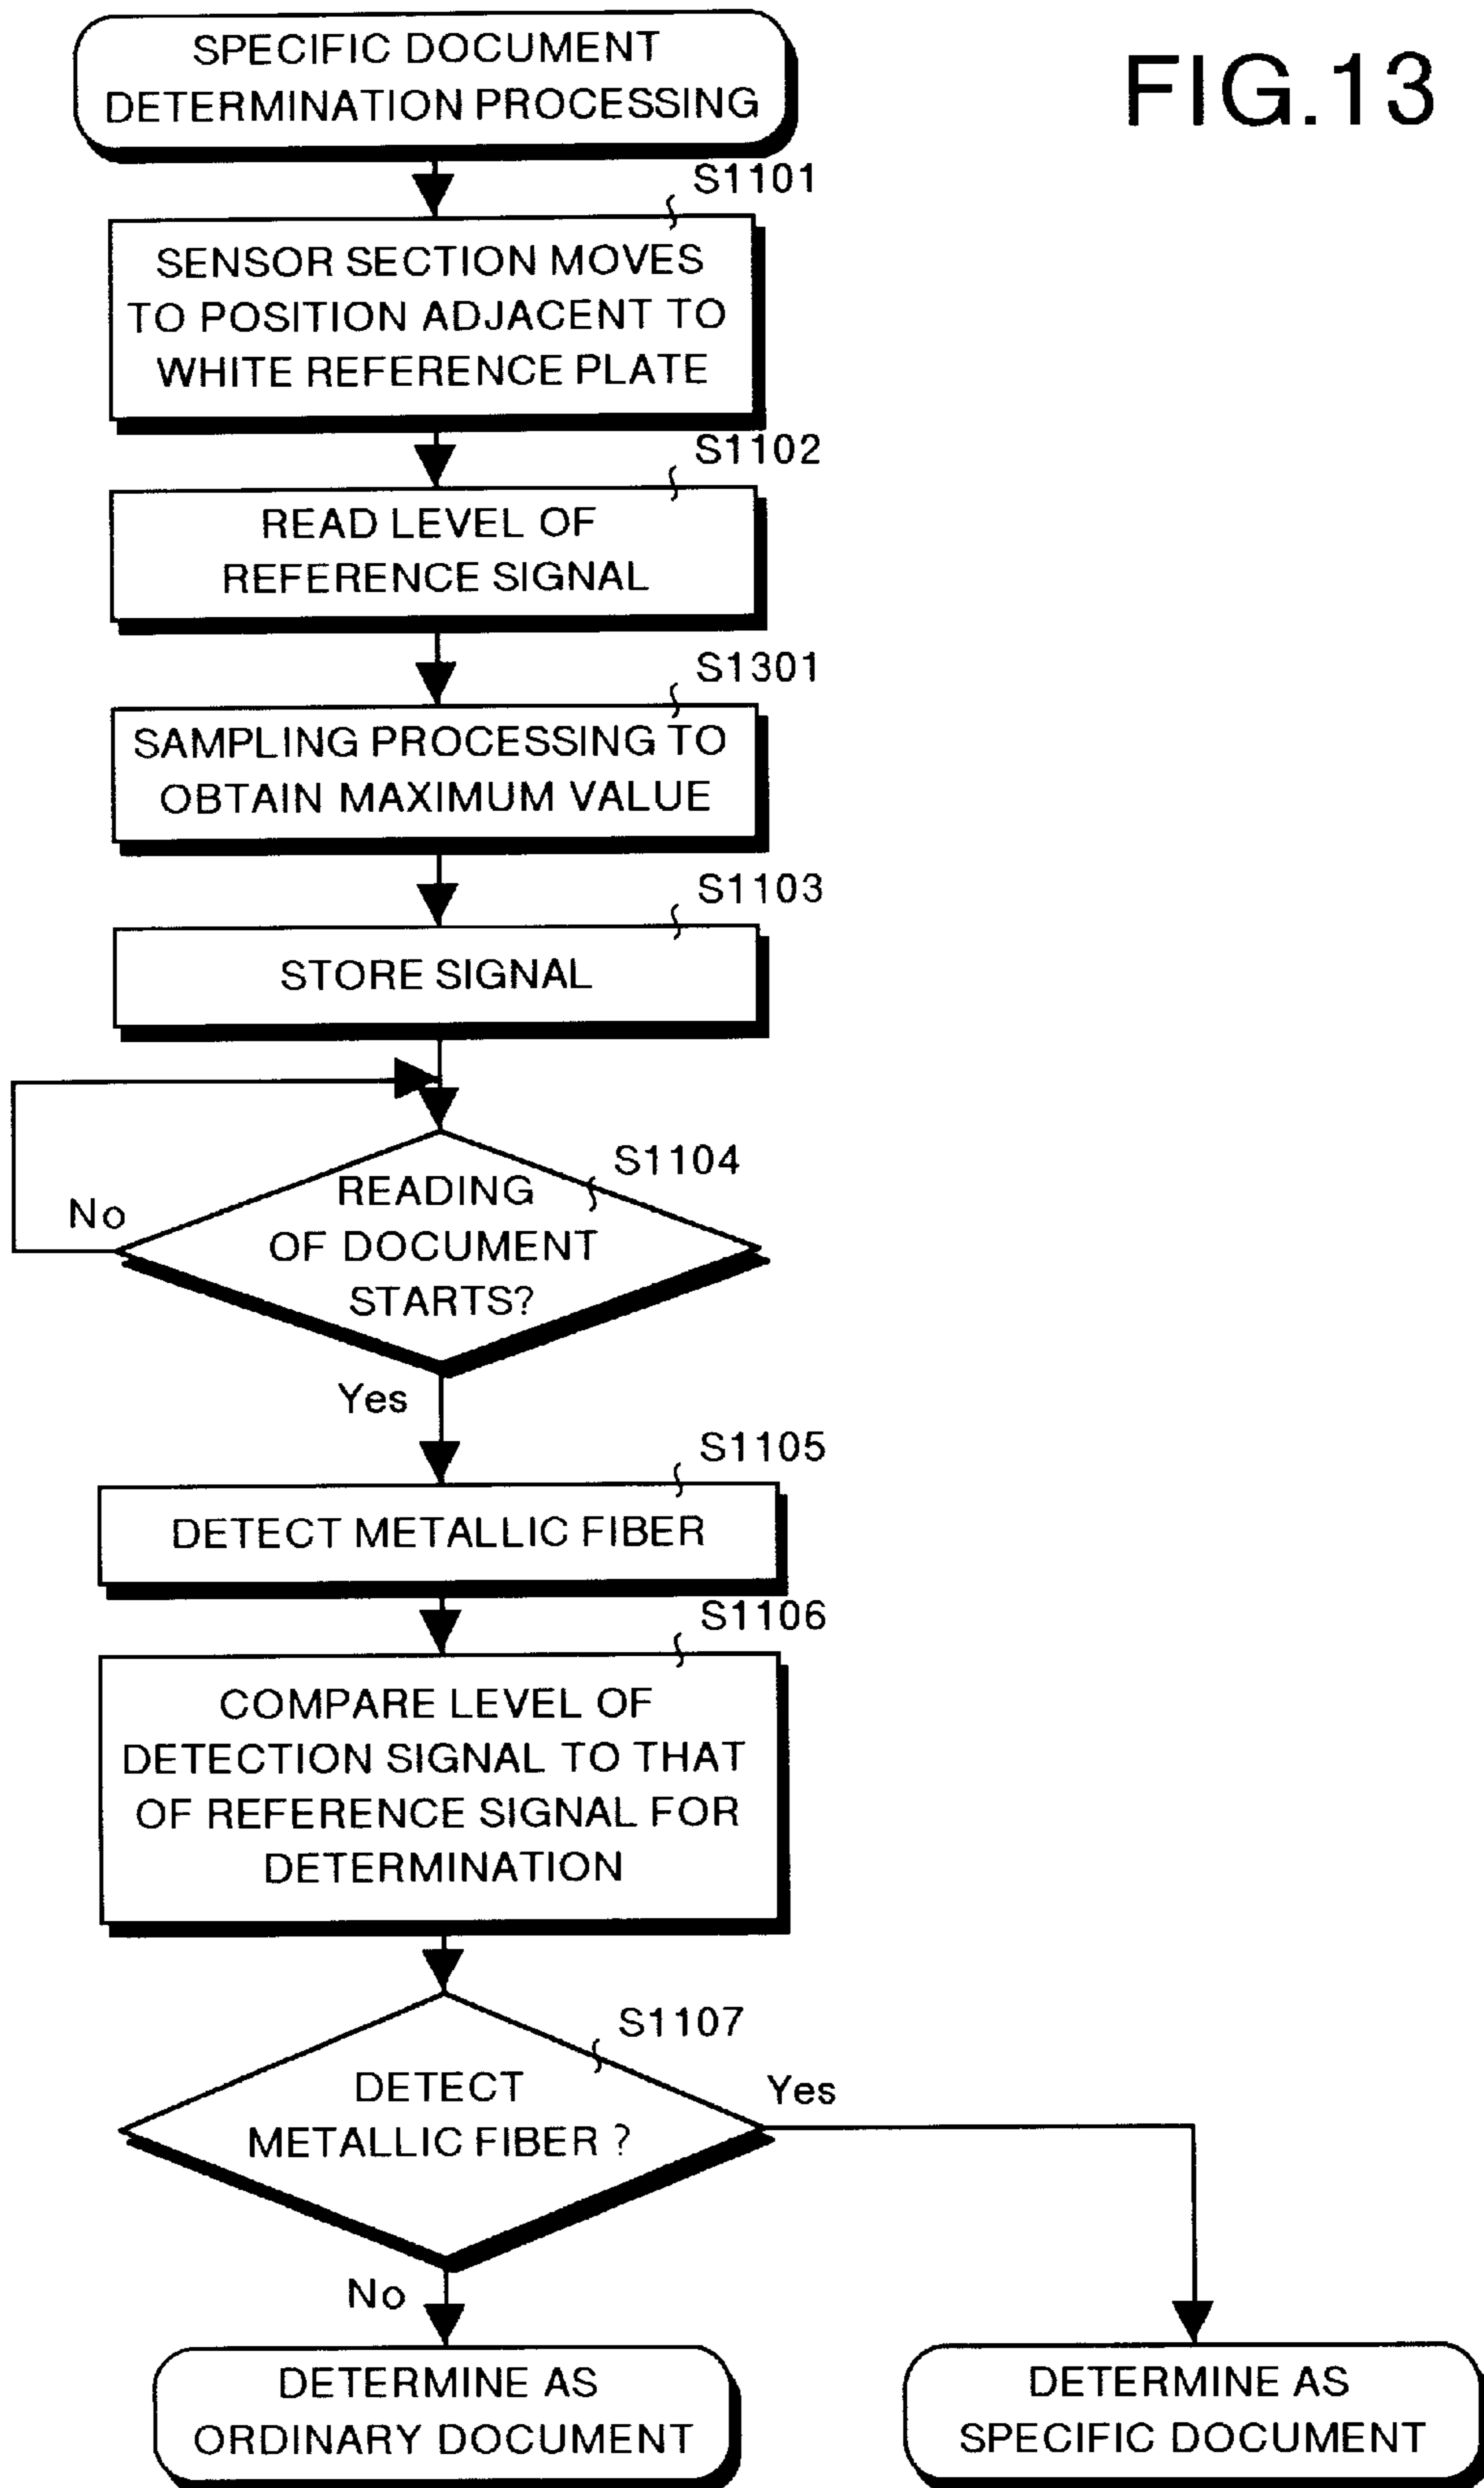 FIG.13
SPECIFIC DOCUMENT
DETERMINATION PROCESSING
S1101
SENSOR SECTION MOVES
TO POSITION ADJACENT TO
WHITE REFERENCE PLATE
S1102
READ LEVEL OF
REFERENCE SIGNAL
S1301
SAMPLING PROCESSING TO
OBTAIN MAXIMUM VALUE
S1103
STORE SIGNAL
S1104
READING
OF DOCUMENT
STARTS?
No
Yes
S1105
DETECT METALLIC FIBER
S1106
COMPARE LEVEL OF
DETECTION SIGNAL TO THAT
OF REFERENCE SIGNAL FOR
DETERMINATION
S1107
DETECT
METALLIC FIBER ?
Yes
No
DETERMINE AS
ORDINARY DOCUMENT
DETERMINE AS
SPECIFIC DOCUMENT